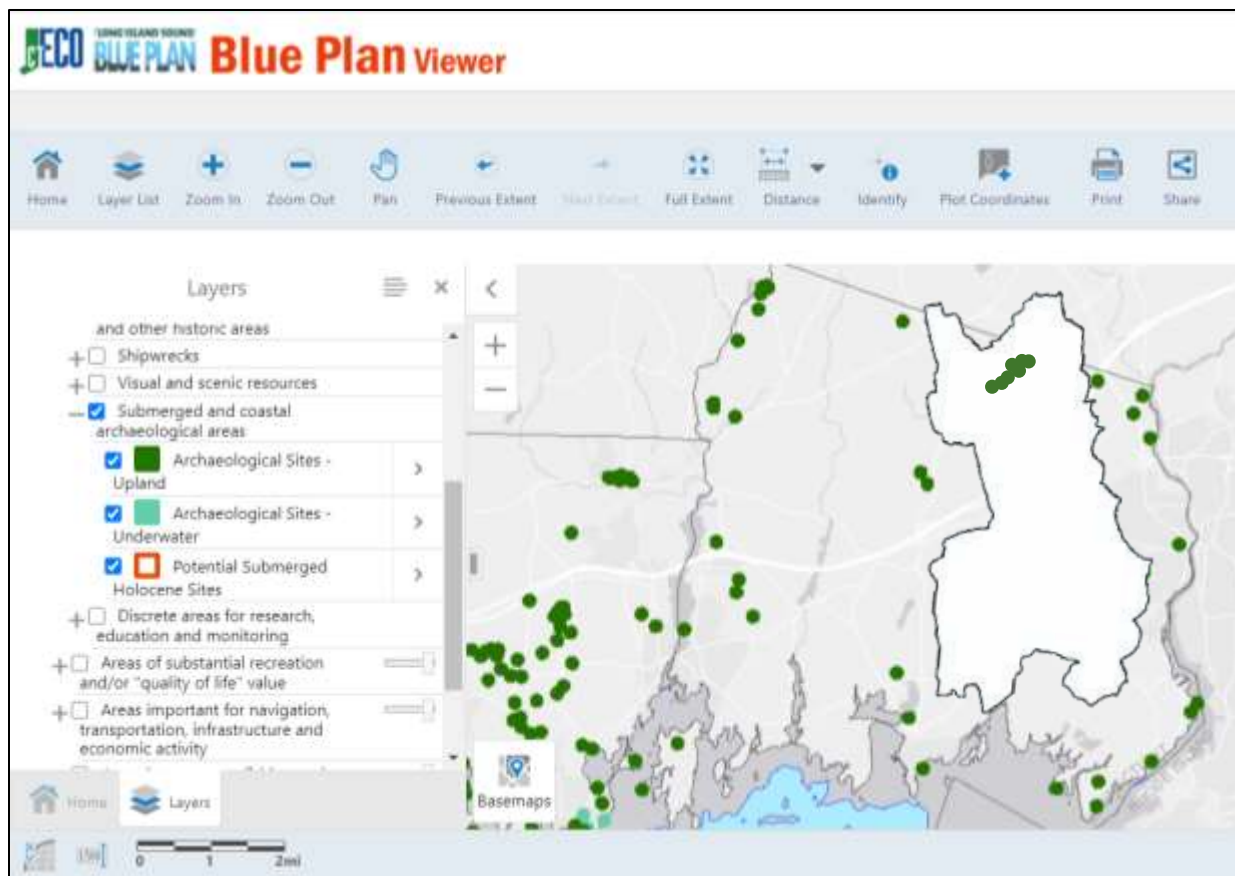 CT ECO LONG ISLAND SOUND BLUE PLAN Blue Plan Viewer
Home Layer List Zoom In Zoom Out Pan Previous Extent Next Extent Full Extent Distance Identify Plot Coordinates Print Share
Layers
and other historic areas
Shipwrecks
Visual and scenic resources
Submerged and coastal
archaeological areas
Archaeological Sites -
Upland
Archaeological Sites -
Underwater
Potential Submerged
Holocene Sites
Discrete areas for research,
education and monitoring
Areas of substantial recreation
and/or "quality of life" value
Areas important for navigation,
transportation, infrastructure and
economic activity
Home Layers
Basemaps
0 1 2mi